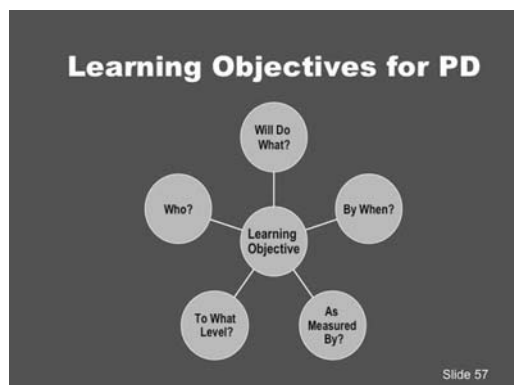 Learning Objectives for PD
Will Do
What?
Who?
By When?
Learning
Objective
To What
Level?
As
Measured
By?
Slide 57